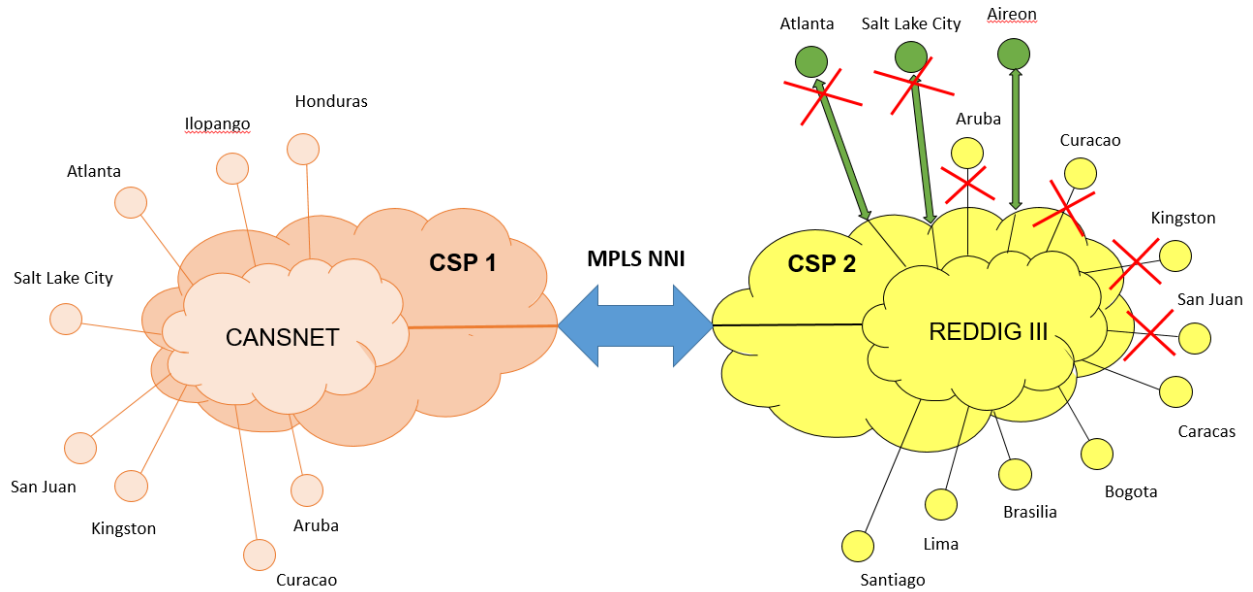 Atlanta
Salt Lake City
Aireon
Honduras
Ilopango
Atlanta
Aruba
Curacao
Kingston
San Juan
Salt Lake City
CSP 1
MPLS NNI
CSP 2
CANSNET
REDDIG III
Caracas
Bogota
Brasilia
Lima
Santiago
San Juan
Kingston
Aruba
Curacao